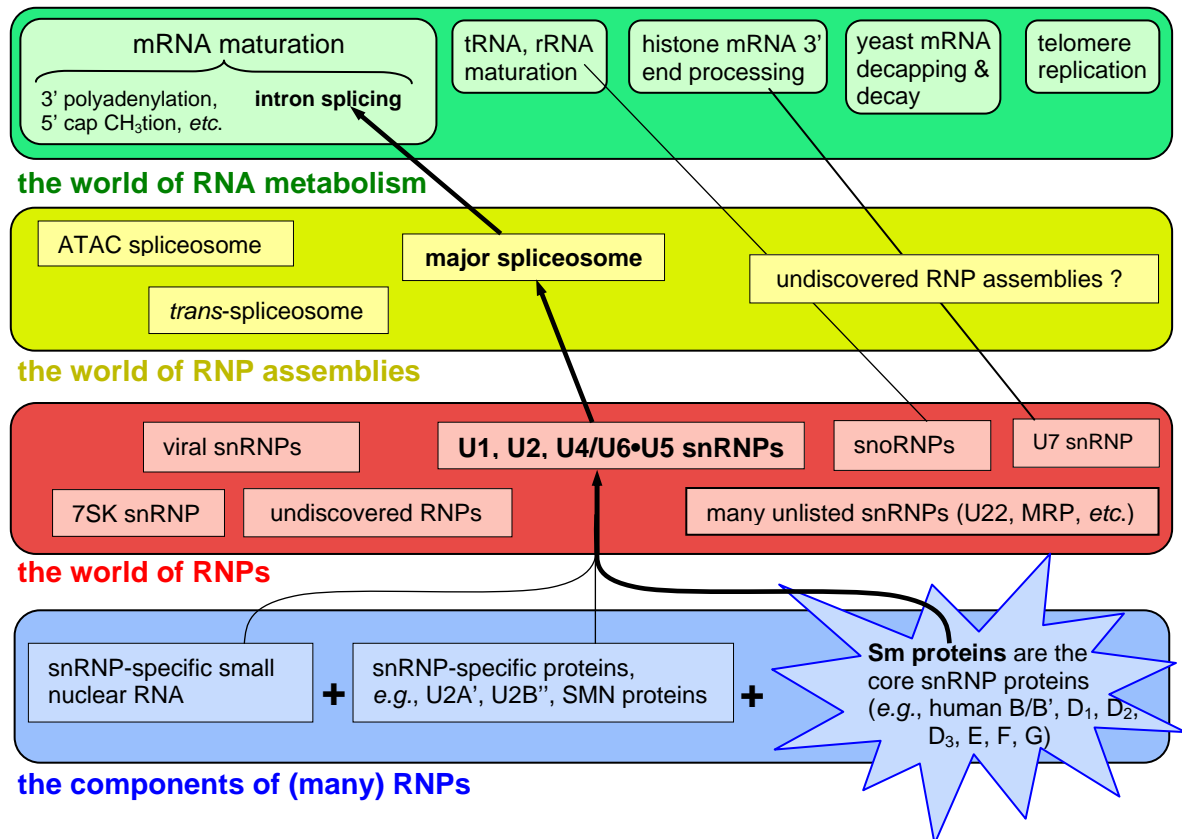 mRNA maturation
3’ polyadenylation,
5’ cap CH₃tion, etc.
intron splicing
tRNA, rRNA
maturation
histone mRNA 3’
end processing
yeast mRNA
decapping &
decay
telomere
replication
the world of RNA metabolism
ATAC spliceosome
major spliceosome
undiscovered RNP assemblies ?
trans-spliceosome
the world of RNP assemblies
viral snRNPs
U1, U2, U4/U6•U5 snRNPs
snoRNPs
U7 snRNP
7SK snRNP
undiscovered RNPs
many unlisted snRNPs (U22, MRP, etc.)
the world of RNPs
snRNP-specific small
nuclear RNA
+
snRNP-specific proteins,
e.g., U2A’, U2B’’, SMN proteins
+
Sm proteins are the
core snRNP proteins
(e.g., human B/B’, D₁, D₂,
D₃, E, F, G)
the components of (many) RNPs